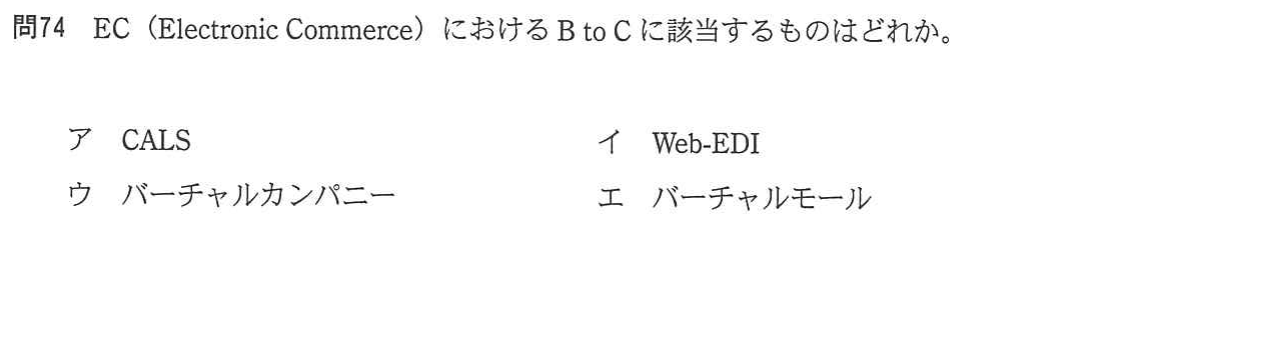 問74 EC（Electronic Commerce）における B to C に該当するものはどれか。
ア CALS イ Web-EDI
ウ バーチャルカンパニー エ バーチャルモール